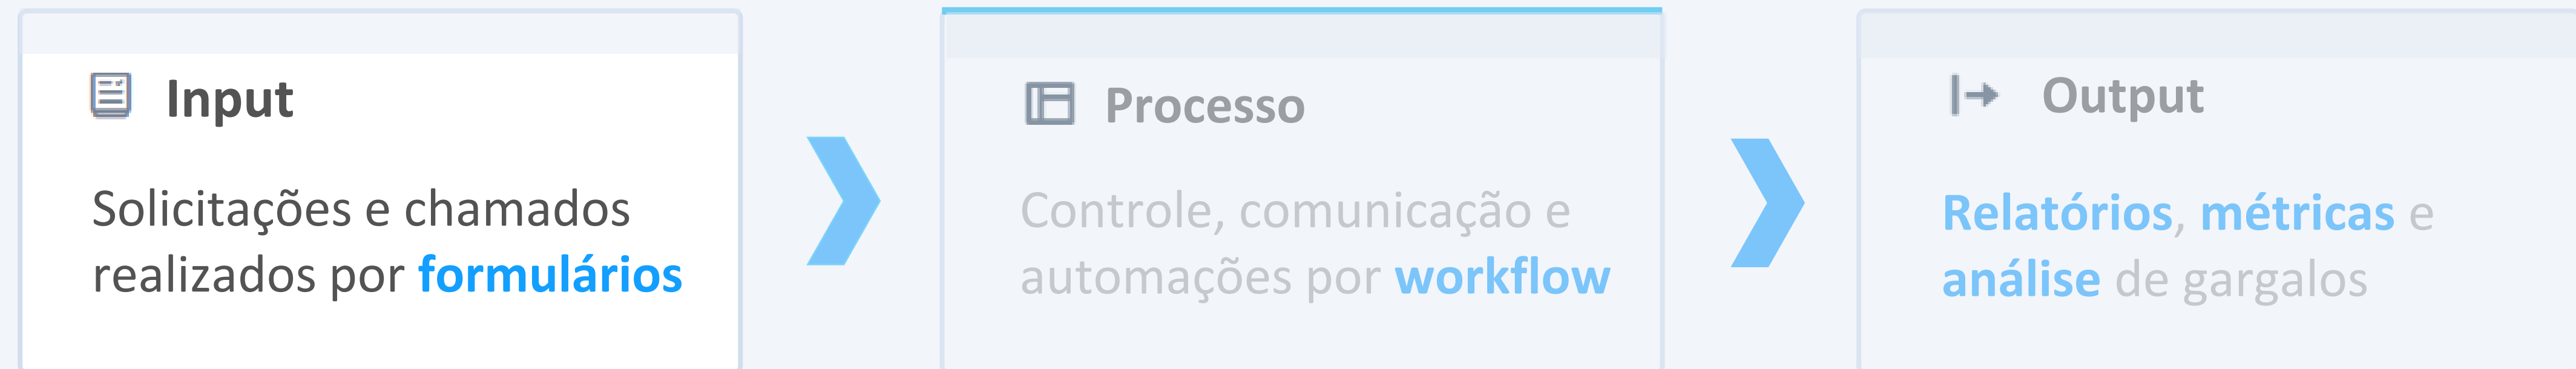 Input
Solicitações e chamados
realizados por formulários
Processo
Controle, comunicação e
automações por workflow
Output
Relatórios, métricas e
análise de gargalos